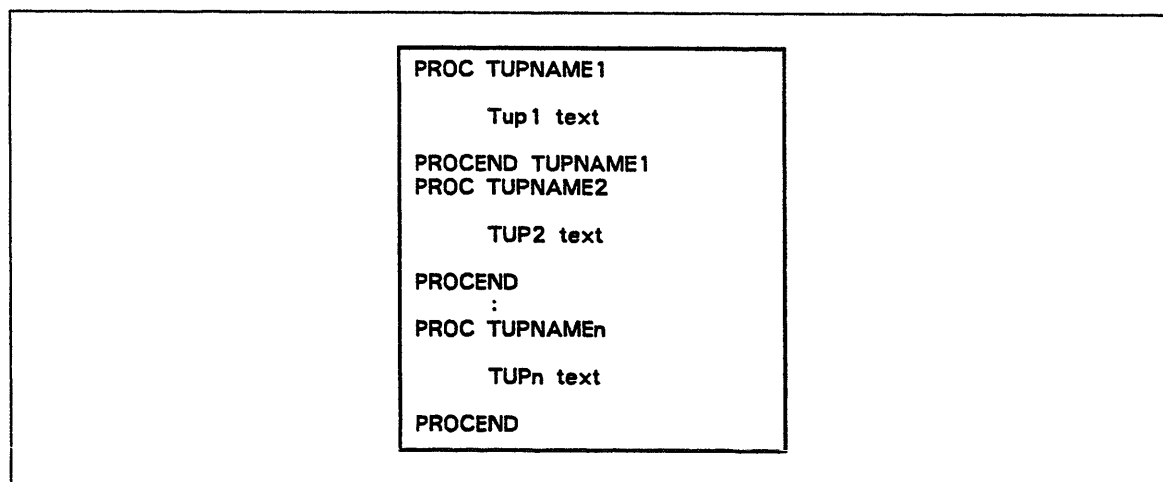 PROC TUPNAME1
Tup1 text
PROCEND TUPNAME1
PROC TUPNAME2
TUP2 text
PROCEND
:
PROC TUPNAMEn
TUPn text
PROCEND